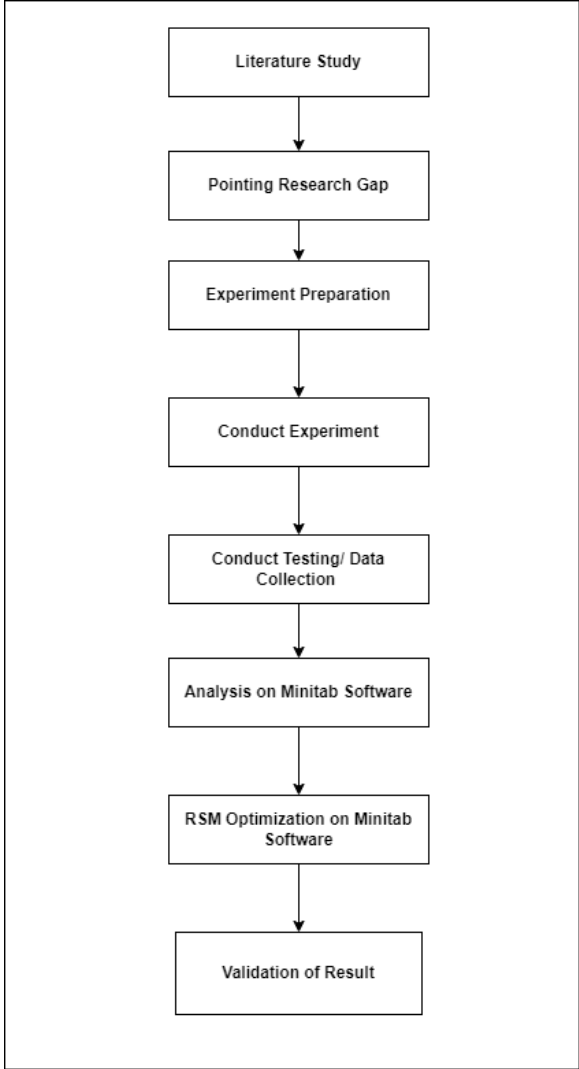 Literature Study
Pointing Research Gap
Experiment Preparation
Conduct Experiment
Conduct Testing/ Data
Collection
Analysis on Minitab Software
RSM Optimization on Minitab
Software
Validation of Result